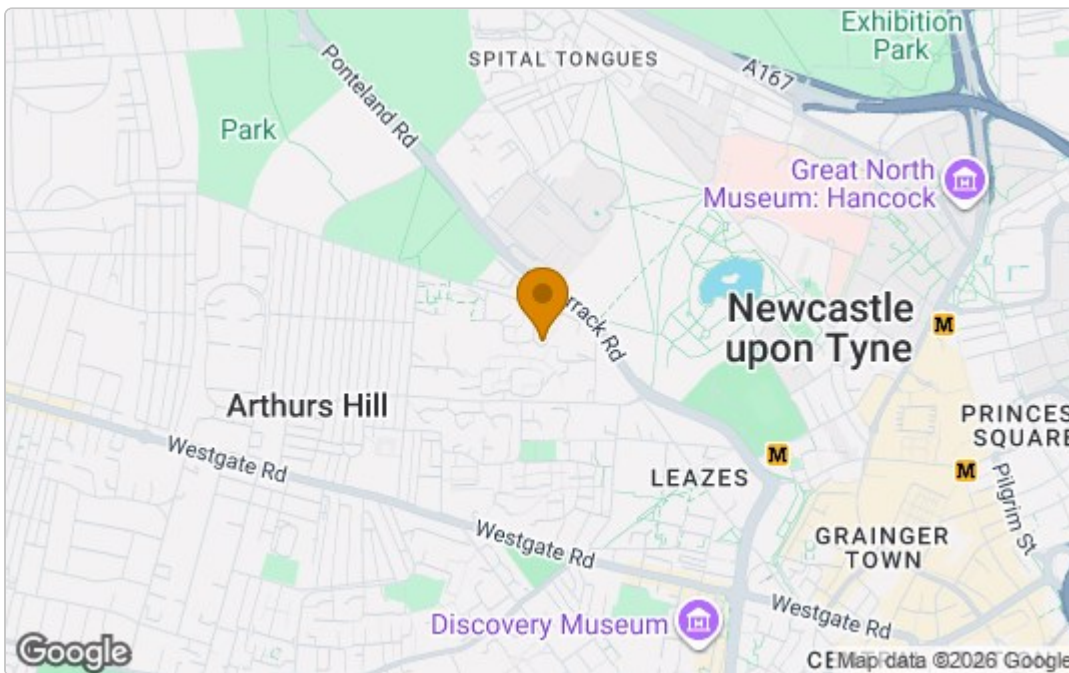 Exhibition
Park
SPITAL TONGUES
A167
Ponteland Rd
Park
Great North
Museum: Hancock
Newcastle
upon Tyne
M
rrack Rd
Arthurs Hill
PRINCES
SQUARE
Westgate Rd
M
M
LEAZES
Pilgrim St
Westgate Rd
GRAINGER
TOWN
Westgate Rd
Discovery Museum
Google
Map data ©2026 Google